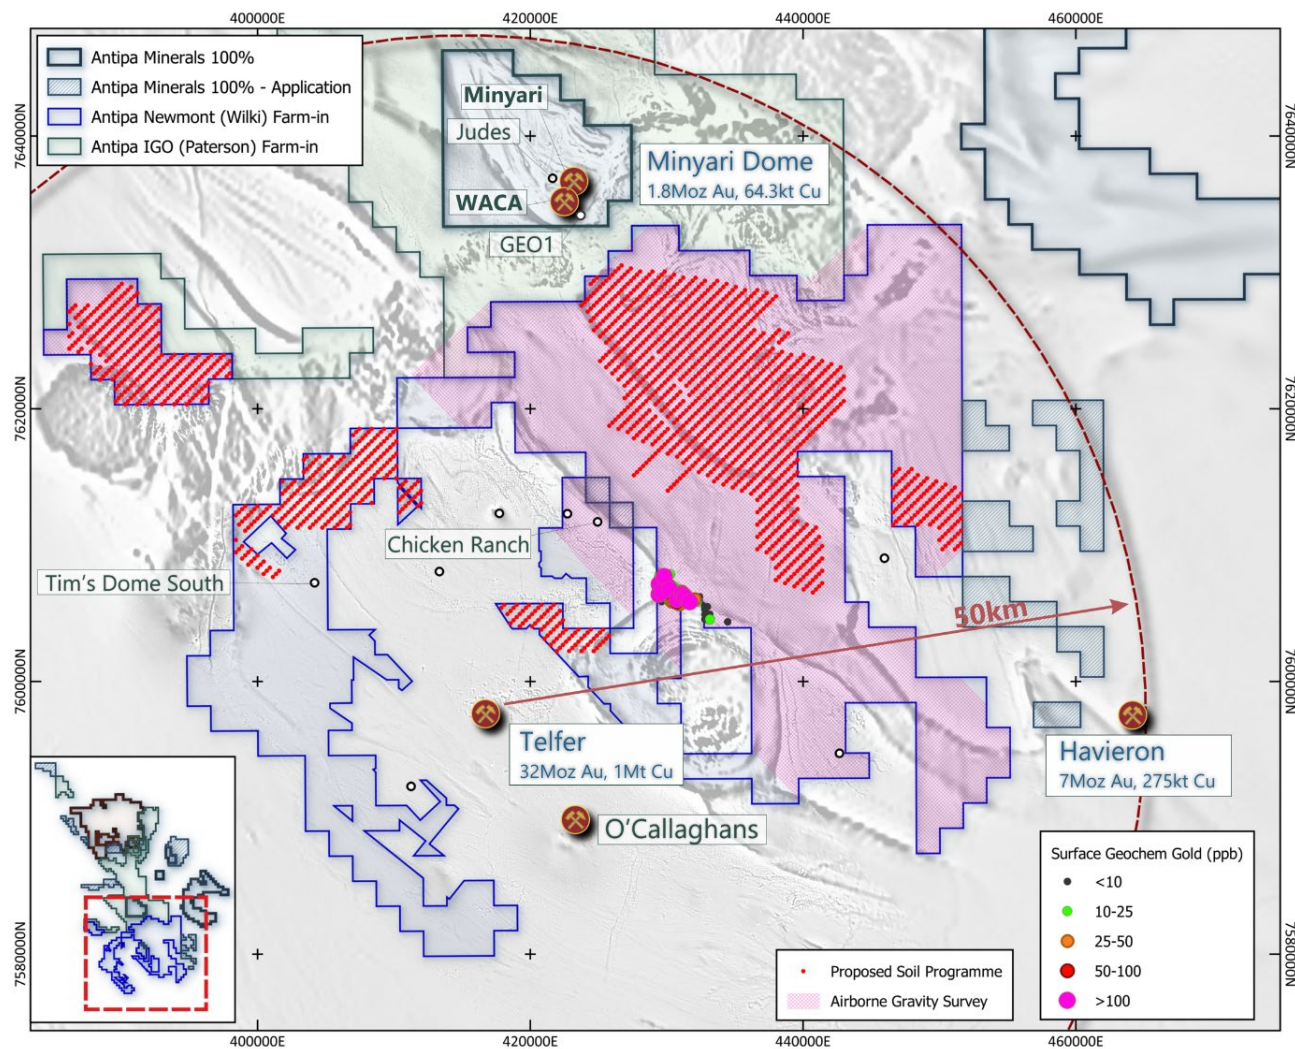 400000E
420000E
440000E
460000E
Antipa Minerals 100%
Antipa Minerals 100% - Application
Antipa Newmont (Wilki) Farm-in
Antipa IGO (Paterson) Farm-in
7640000N
7640000N
Minyari
Judes
WACA
GEO1
Minyari Dome
1.8Moz Au, 64.3kt Cu
7620000N
7620000N
Chicken Ranch
Tim's Dome South
50km
7600000N
7600000N
Telfer
32Moz Au, 1Mt Cu
Havieron
7Moz Au, 275kt Cu
O'Callaghans
Surface Geochem Gold (ppb)
<10
10-25
25-50
50-100
>100
Proposed Soil Programme
Airborne Gravity Survey
7580000N
7580000N
400000E
420000E
440000E
460000E